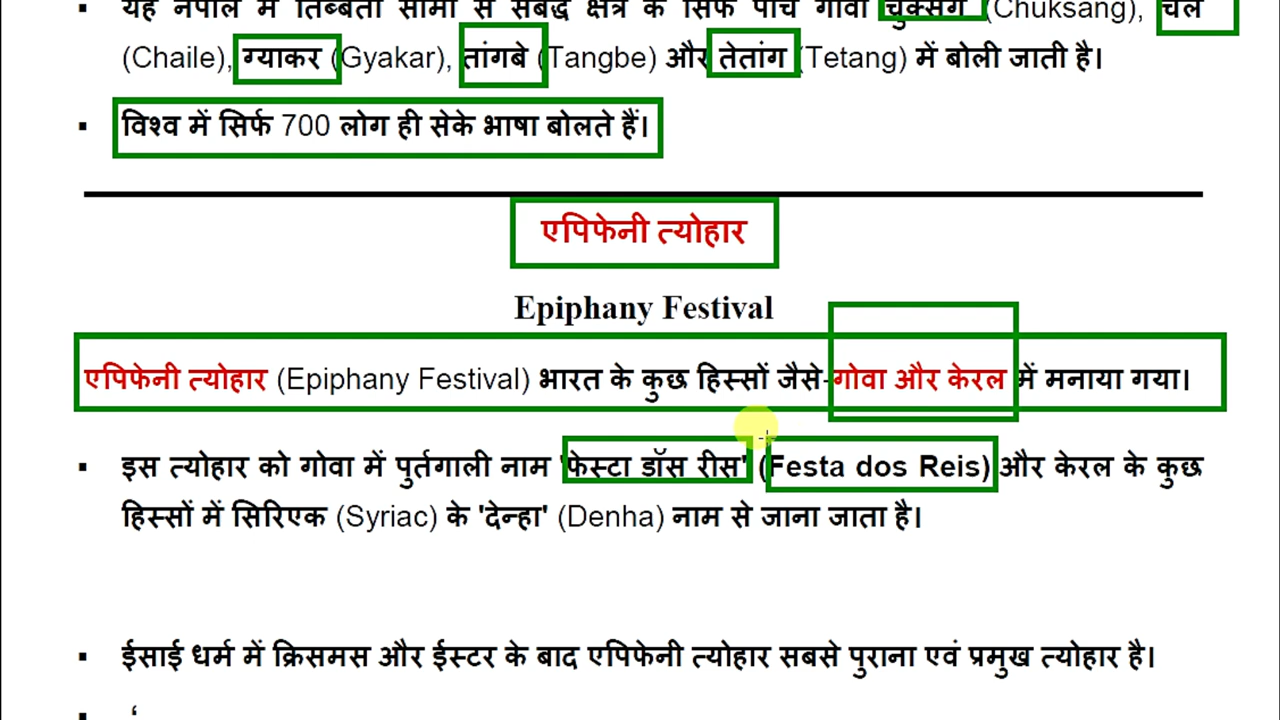 यह नेपाल में तिब्बती सीमा से संबद्ध क्षेत्र के सिर्फ पाँच गाँवों चुक्संग (Chuksang), चैले
(Chaile), ग्याकर (Gyakar), तांगबे (Tangbe) और तेतांग (Tetang) में बोली जाती है।
▪ विश्व में सिर्फ 700 लोग ही सेके भाषा बोलते हैं।
एपिफेनी त्योहार
Epiphany Festival
एपिफेनी त्योहार (Epiphany Festival) भारत के कुछ हिस्सों जैसे-गोवा और केरल में मनाया गया।
▪ इस त्योहार को गोवा में पुर्तगाली नाम 'फेस्टा डॉस रीस' (Festa dos Reis) और केरल के कुछ
हिस्सों में सिरिएक (Syriac) के 'देन्हा' (Denha) नाम से जाना जाता है।
▪ ईसाई धर्म में क्रिसमस और ईस्टर के बाद एपिफेनी त्योहार सबसे पुराना एवं प्रमुख त्योहार है।
▪ ‘